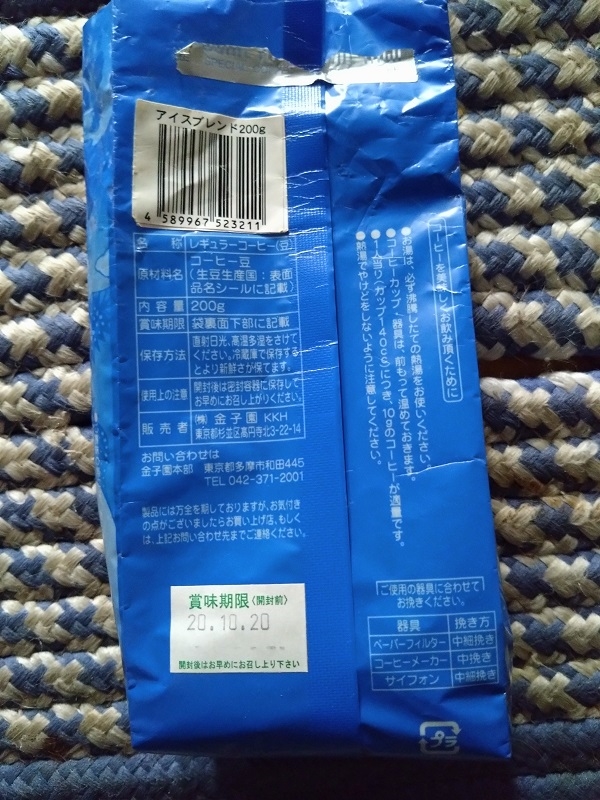 アイスブレンド200g
4 589967 523211
名　称 レギュラーコーヒー(豆)
原材料名 コーヒー豆
(生豆生産国：表面
品名シールに記載)
内容量 200g
賞味期限 袋裏面下部に記載
保存方法 直射日光、高温多湿をさけて
ください。冷蔵庫で保存する
とより新鮮さが保てます。
使用上の注意 開封後は密封容器に保存して
お早めにお召し上がりください。
販売者 (株)金子園 KKH
東京都杉並区高円寺北3-22-14
お問い合わせは
金子園本部　東京都多摩市和田445
TEL 042-371-2001
製品には万全を期しておりますが、お気付き
の点がございましたらお買い上げ店、もしく
は、上記お問い合わせ先までご連絡ください。
賞味期限〈開封前〉
20.10.20
開封後はお早めにお召し上り下さい
コーヒーを美味しくお飲み頂くために
●お湯は、必ず沸騰したての熱湯をお使いください。
●コーヒーカップ、器具は、前もって温めておきます。
●1人当り(カップ140cc)につき、10gのコーヒーが適量です。
●熱湯でやけどをしないように注意してください。
ご使用の器具に合わせて
お挽きください。
器具 挽き方
ペーパーフィルター 中細挽き
コーヒーメーカー 中挽き
サイフォン 中細挽き
プラ